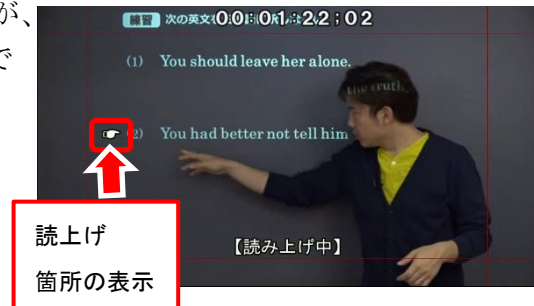 が、
で
練習 次の英文
00:01:22;02
(1) You should leave her alone.
the truth.
(2) You had better not tell him
【読み上げ中】
読上げ
箇所の表示